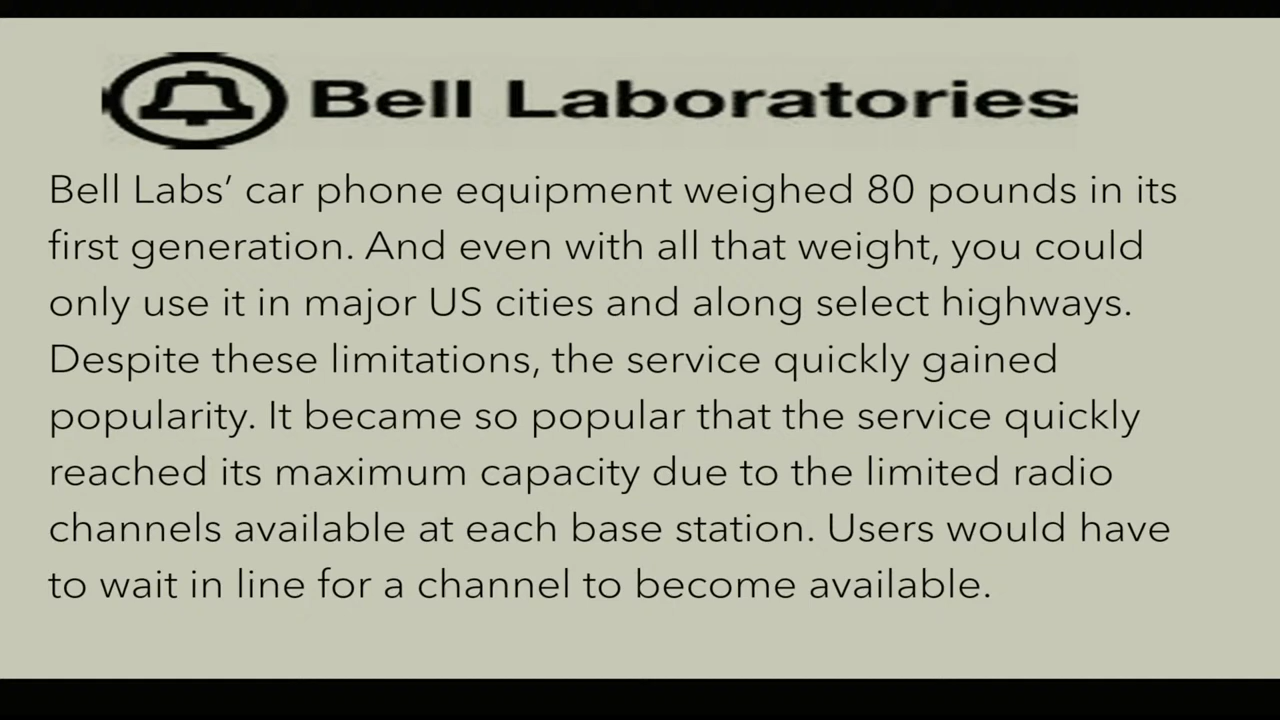 Bell Laboratories
Bell Labs’ car phone equipment weighed 80 pounds in its
first generation. And even with all that weight, you could
only use it in major US cities and along select highways.
Despite these limitations, the service quickly gained
popularity. It became so popular that the service quickly
reached its maximum capacity due to the limited radio
channels available at each base station. Users would have
to wait in line for a channel to become available.